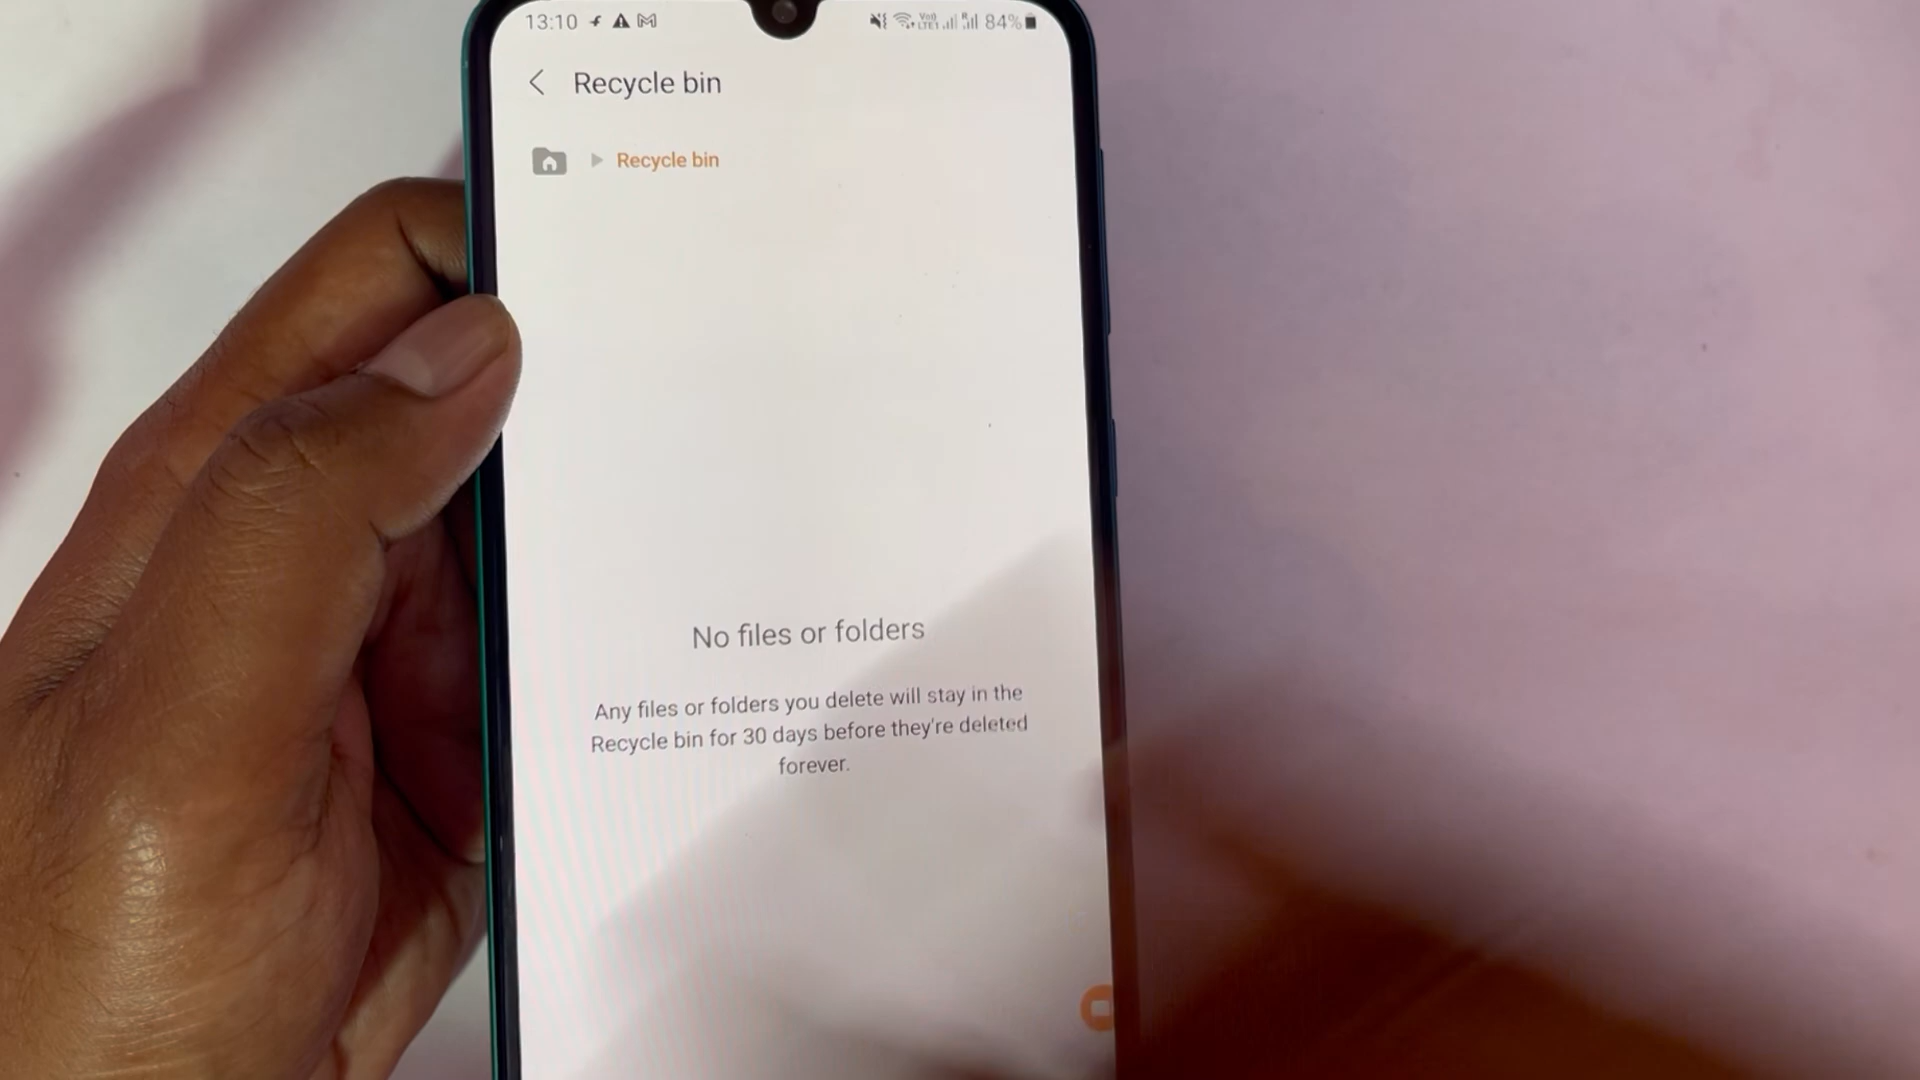 13:10 84%
Recycle bin
Recycle bin
No files or folders
Any files or folders you delete will stay in the
Recycle bin for 30 days before they're deleted
forever.